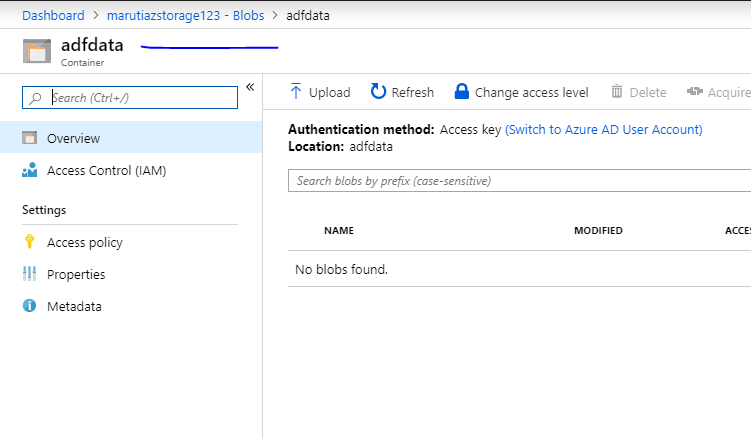 Dashboard > marutiazstorage123 - Blobs > adfdata
adfdata
Container
«
Search (Ctrl+/)
Overview
Access Control (IAM)
Settings
Access policy
Properties
Metadata
Upload Refresh Change access level Delete Acquire
Authentication method: Access key (Switch to Azure AD User Account)
Location: adfdata
Search blobs by prefix (case-sensitive)
NAME MODIFIED ACCE
No blobs found.